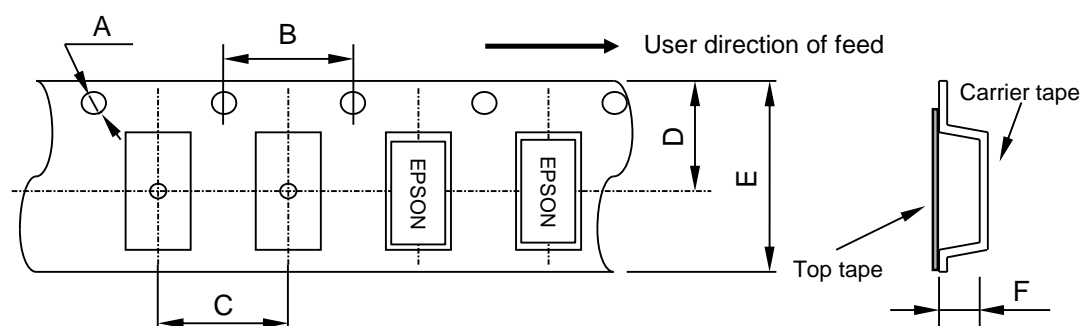 A
B
User direction of feed
Carrier tape
D
E
EPSON
EPSON
Top tape
C
F